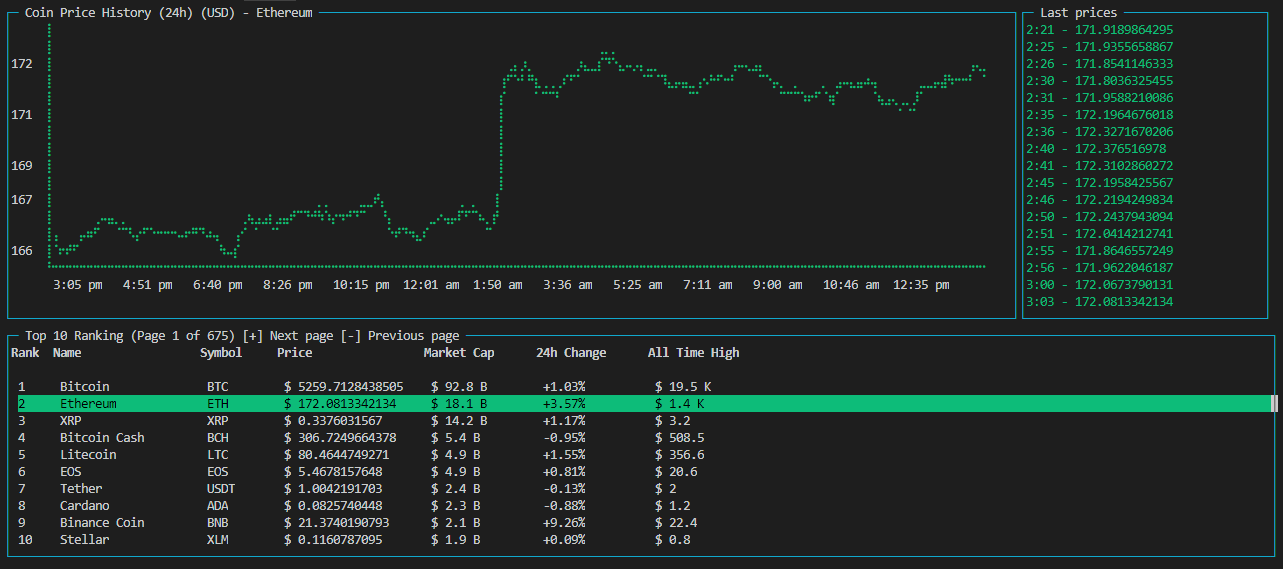 Coin Price History (24h) (USD) - Ethereum
172
171
169
167
166
3:05 pm 4:51 pm 6:40 pm 8:26 pm 10:15 pm 12:01 am 1:50 am 3:36 am 5:25 am 7:11 am 9:00 am 10:46 am 12:35 pm
Last prices
2:21 - 171.9189864295
2:25 - 171.9355658867
2:26 - 171.8541146333
2:30 - 171.8036325455
2:31 - 171.9588210086
2:35 - 172.1964676018
2:36 - 172.3271670206
2:40 - 172.376516978
2:41 - 172.3102860272
2:45 - 172.1958425567
2:46 - 172.2194249834
2:50 - 172.2437943094
2:51 - 172.0414212741
2:55 - 171.8646557249
2:56 - 171.9622046187
3:00 - 172.0673790131
3:03 - 172.0813342134
Top 10 Ranking (Page 1 of 675) [+] Next page [-] Previous page
Rank Name Symbol Price Market Cap 24h Change All Time High
1 Bitcoin BTC $ 5259.7128438505 $ 92.8 B +1.03% $ 19.5 K
2 Ethereum ETH $ 172.0813342134 $ 18.1 B +3.57% $ 1.4 K
3 XRP XRP $ 0.3376031567 $ 14.2 B +1.17% $ 3.2
4 Bitcoin Cash BCH $ 306.7249664378 $ 5.4 B -0.95% $ 508.5
5 Litecoin LTC $ 80.4644749271 $ 4.9 B +1.55% $ 356.6
6 EOS EOS $ 5.4678157648 $ 4.9 B +0.81% $ 20.6
7 Tether USDT $ 1.0042191703 $ 2.4 B -0.13% $ 2
8 Cardano ADA $ 0.0825740448 $ 2.3 B -0.88% $ 1.2
9 Binance Coin BNB $ 21.3740190793 $ 2.1 B +9.26% $ 22.4
10 Stellar XLM $ 0.1160787095 $ 1.9 B +0.09% $ 0.8